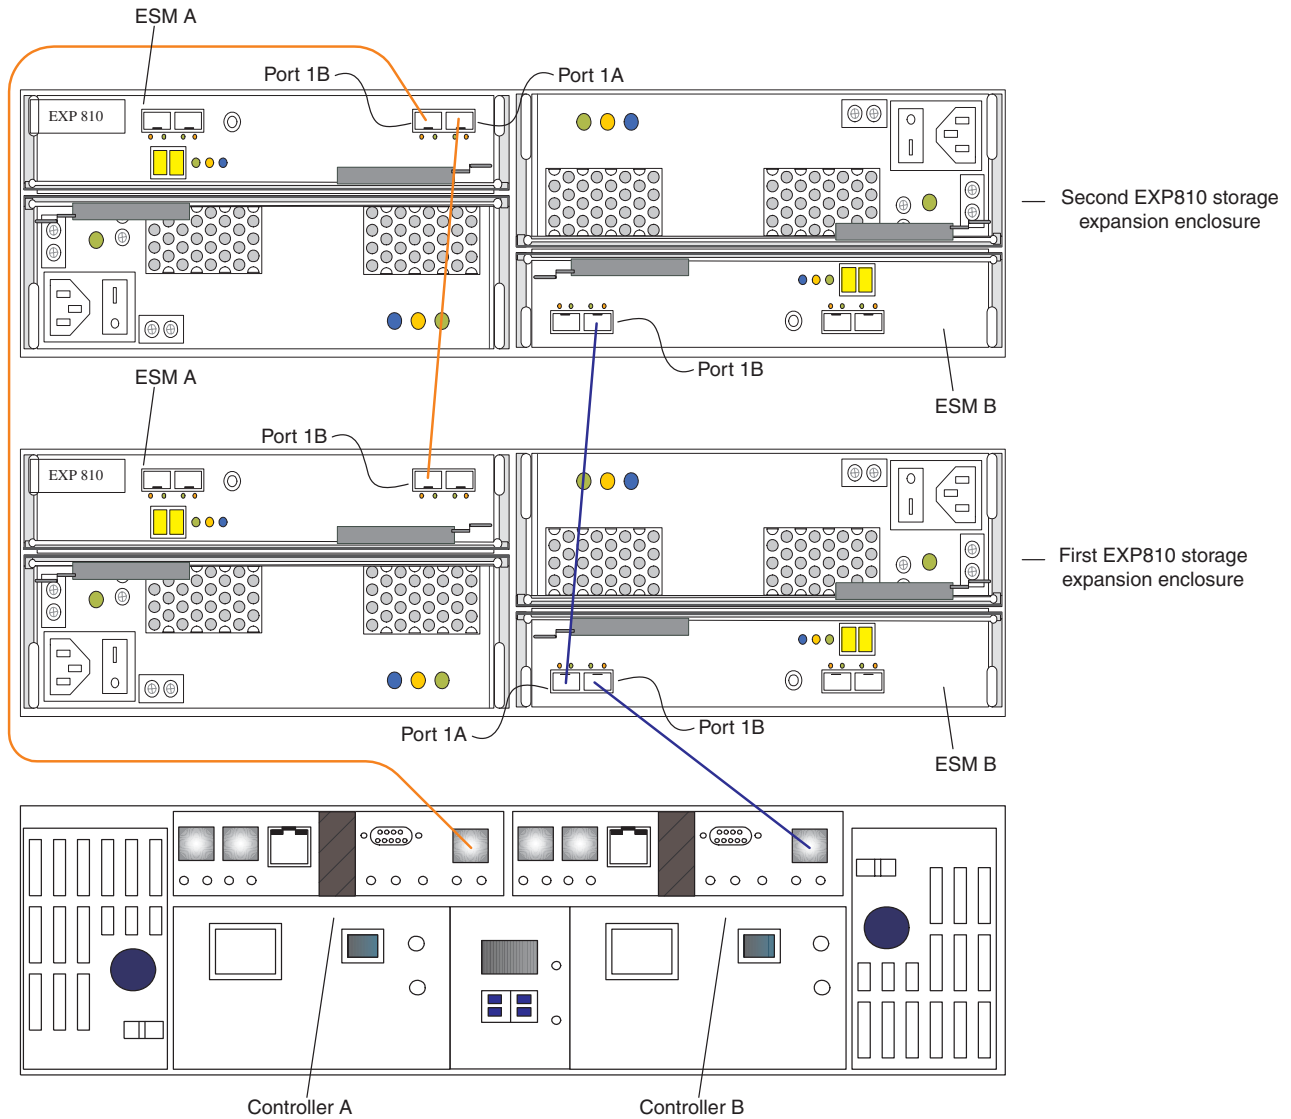 ESM A
Port 1B
Port 1A
EXP 810
Second EXP810 storage
expansion enclosure
Port 1B
ESM A
ESM B
Port 1B
EXP 810
First EXP810 storage
expansion enclosure
Port 1A
Port 1B
ESM B
Controller A
Controller B